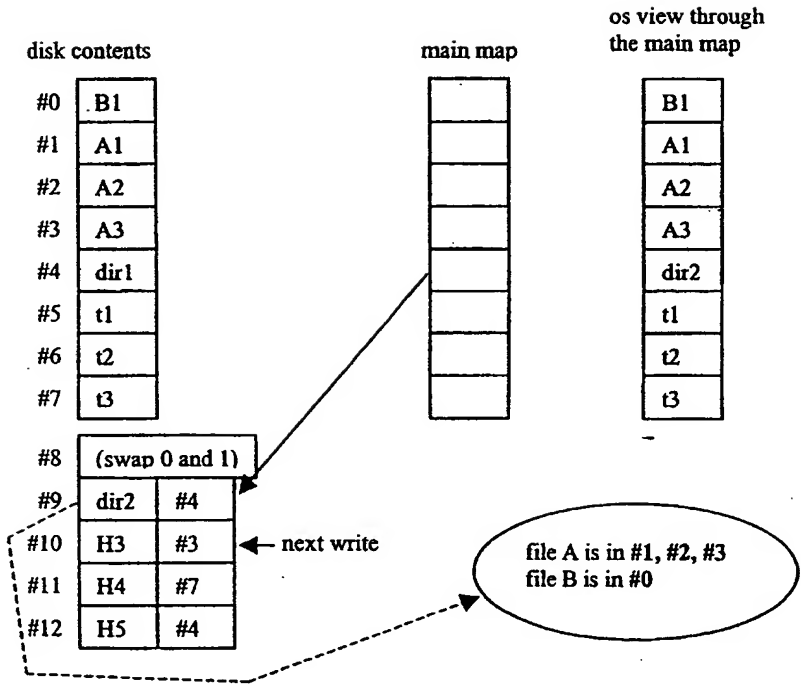 os view through
the main map
disk contents
main map
#0 B1 B1
#1 A1 A1
#2 A2 A2
#3 A3 A3
#4 dir1 dir2
#5 t1 t1
#6 t2 t2
#7 t3 t3
#8 (swap 0 and 1)
#9 dir2 #4
#10 H3 #3 next write
#11 H4 #7
#12 H5 #4
file A is in #1, #2, #3
file B is in #0